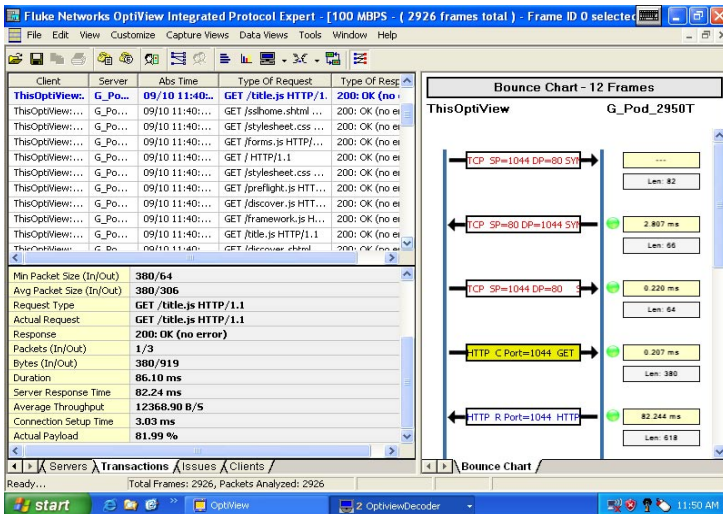 Fluke Networks OptiView Integrated Protocol Expert - [100 MBPS - ( 2926 frames total ) - Frame ID 0 selected
File Edit View Customize Capture Views Data Views Tools Window Help
Client Server Abs Time Type Of Request Type Of Resp
ThisOptiView:. G_Po... 09/10 11:40:.. GET /title.js HTTP/1. 200: OK (no
ThisOptiView:... G_Po... 09/10 11:40:... GET /sslhome.shtml ... 200: OK (no er
ThisOptiView:... G_Po... 09/10 11:40:... GET /stylesheet.css ... 200: OK (no er
ThisOptiView:... G_Po... 09/10 11:40:... GET /forms.js HTTP/... 200: OK (no er
ThisOptiView:... G_Po... 09/10 11:40:... GET / HTTP/1.1 200: OK (no er
ThisOptiView:... G_Po... 09/10 11:40:... GET /stylesheet.css ... 200: OK (no er
ThisOptiView:... G_Po... 09/10 11:40:... GET /preflight.js HTT... 200: OK (no er
ThisOptiView:... G_Po... 09/10 11:40:... GET /discover.js HTT... 200: OK (no er
ThisOptiView:... G_Po... 09/10 11:40:... GET /framework.js H... 200: OK (no er
ThisOptiView:... G_Po... 09/10 11:40:... GET /title.js HTTP/1.1 200: OK (no er
ThisOptiView:... G_Po... 09/10 11:40:... GET /discover.shtml ... 200: OK (no er
Min Packet Size (In/Out) 380/64
Avg Packet Size (In/Out) 380/306
Request Type GET /title.js HTTP/1.1
Actual Request GET /title.js HTTP/1.1
Response 200: OK (no error)
Packets (In/Out) 1/3
Bytes (In/Out) 380/919
Duration 86.10 ms
Server Response Time 82.24 ms
Average Throughput 12368.90 B/S
Connection Setup Time 3.03 ms
Actual Payload 81.99 %
Servers Transactions Issues Clients
Bounce Chart - 12 Frames
ThisOptiView G_Pod_2950T
TCP SP=1044 DP=80 SYN
---
Len: 82
TCP SP=80 DP=1044 SYN
2.807 ms
Len: 66
TCP SP=1044 DP=80 S
0.220 ms
Len: 64
HTTP C Port=1044 GET
0.207 ms
Len: 380
HTTP R Port=1044 HTTP
82.244 ms
Len: 618
Bounce Chart
Ready... Total Frames: 2926, Packets Analyzed: 2926
start OptiView 2 OptiviewDecoder 11:50 AM